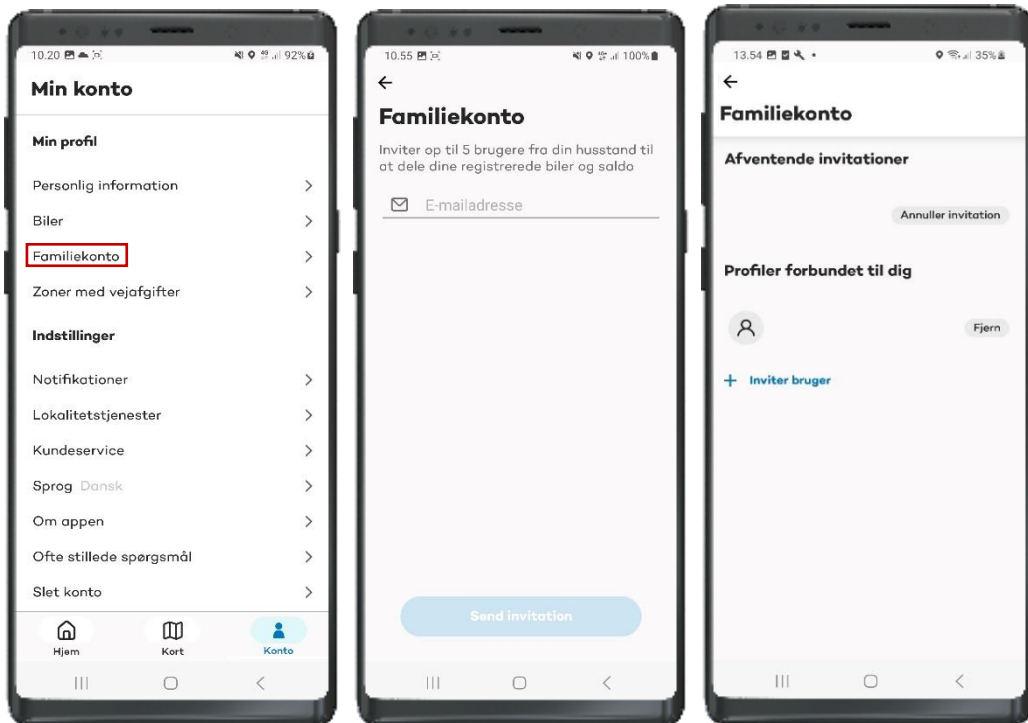 10.20
92%
Min konto
Min profil
Personlig information
Biler
Familiekonto
Zoner med vejafgifter
Indstillinger
Notifikationer
Lokalitetstjenester
Kundeservice
Sprog Dansk
Om appen
Ofte stillede spørgsmål
Slet konto
Hjem Kort Konto
10.55
100%
Familiekonto
Inviter op til 5 brugere fra din husstand til
at dele dine registrerede biler og saldo
E-mailadresse
Send invitation
13.54
35%
Familiekonto
Afventende invitationer
Annuller invitation
Profiler forbundet til dig
Fjern
+ Inviter bruger